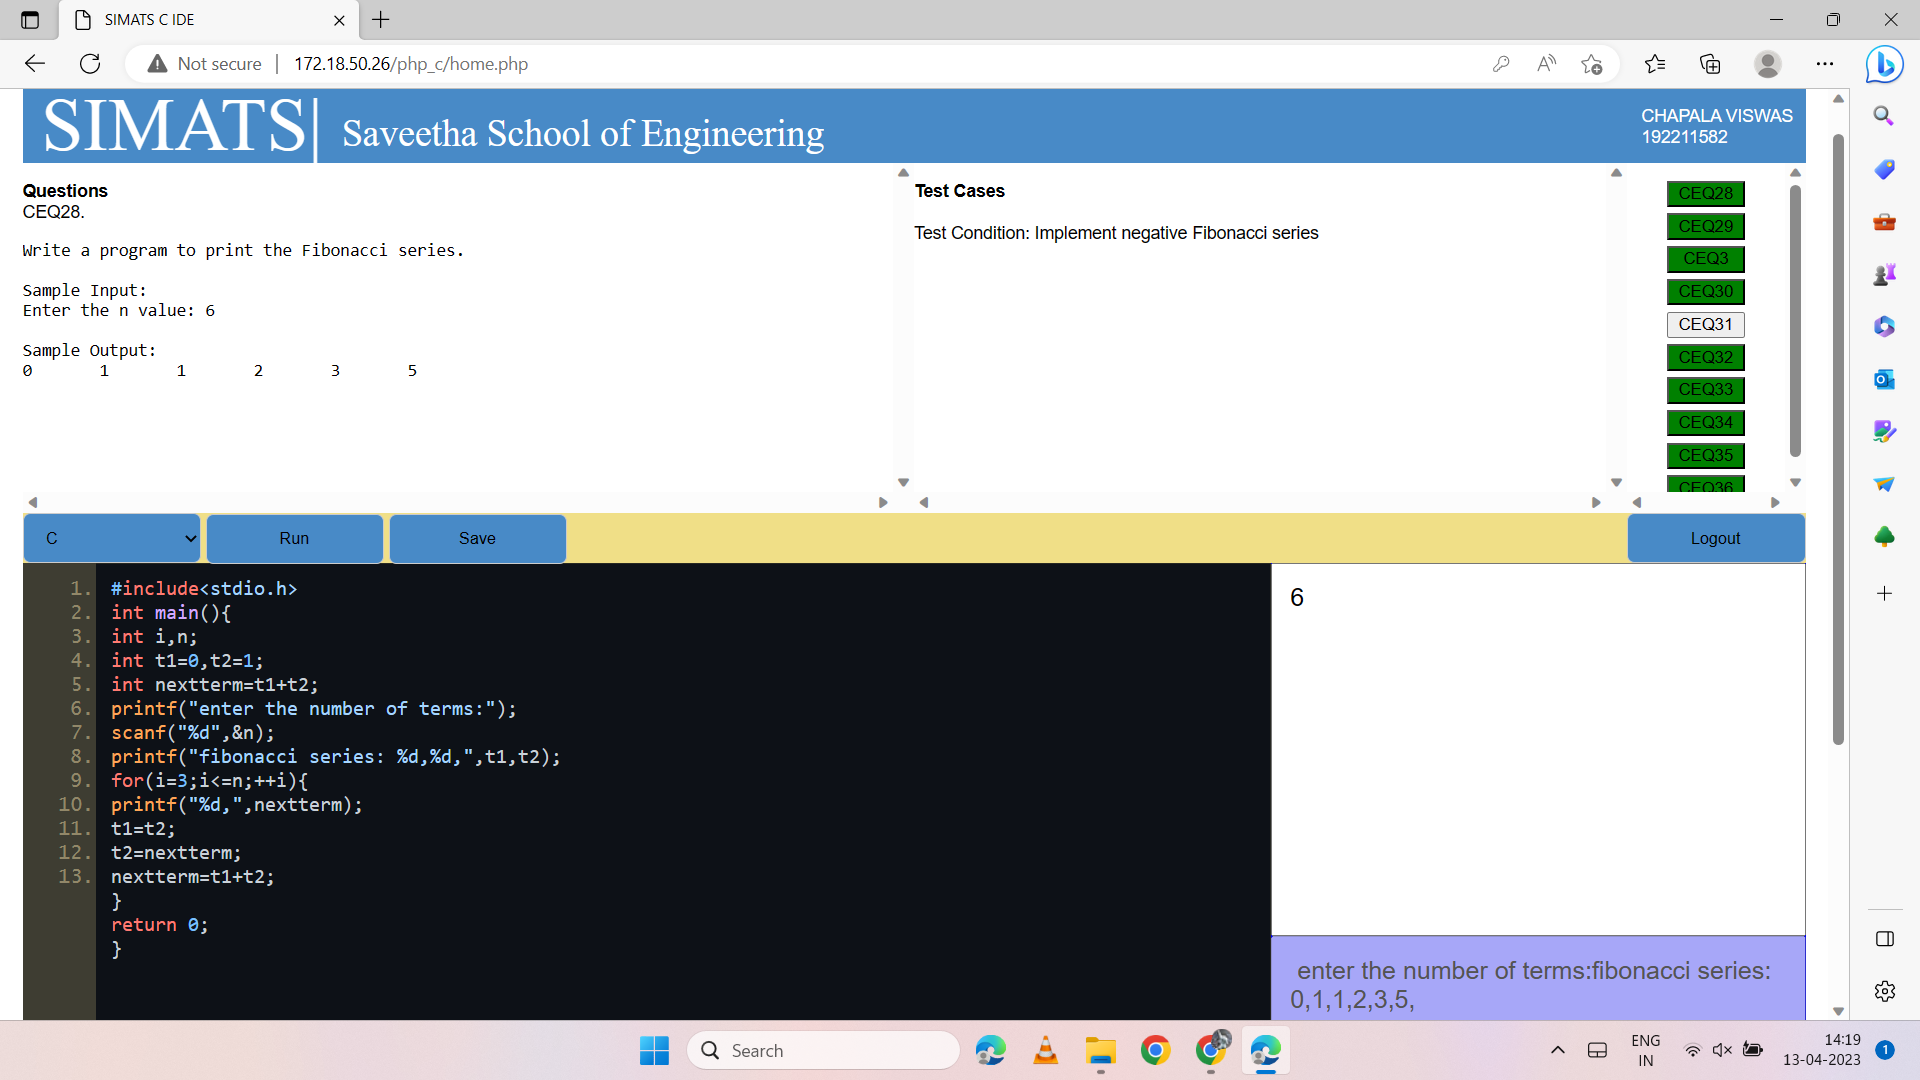 SIMATS C IDE
Not secure
172.18.50.26/php_c/home.php
SIMATS|
Saveetha School of Engineering
CHAPALA VISWAS
192211582
Questions
CEQ28.
Write a program to print the Fibonacci series.
Sample Input:
Enter the n value: 6
Sample Output:
0 1 1 2 3 5
Test Cases
Test Condition: Implement negative Fibonacci series
CEQ28
CEQ29
CEQ3
CEQ30
CEQ31
CEQ32
CEQ33
CEQ34
CEQ35
CEQ36
C
Run
Save
Logout
1. #include<stdio.h>
2. int main(){
3. int i,n;
4. int t1=0,t2=1;
5. int nextterm=t1+t2;
6. printf("enter the number of terms:");
7. scanf("%d",&n);
8. printf("fibonacci series: %d,%d,",t1,t2);
9. for(i=3;i<=n;++i){
10. printf("%d,",nextterm);
11. t1=t2;
12. t2=nextterm;
13. nextterm=t1+t2;
}
return 0;
}
6
enter the number of terms:fibonacci series:
0,1,1,2,3,5,
Search
ENG
IN
14:19
13-04-2023
1